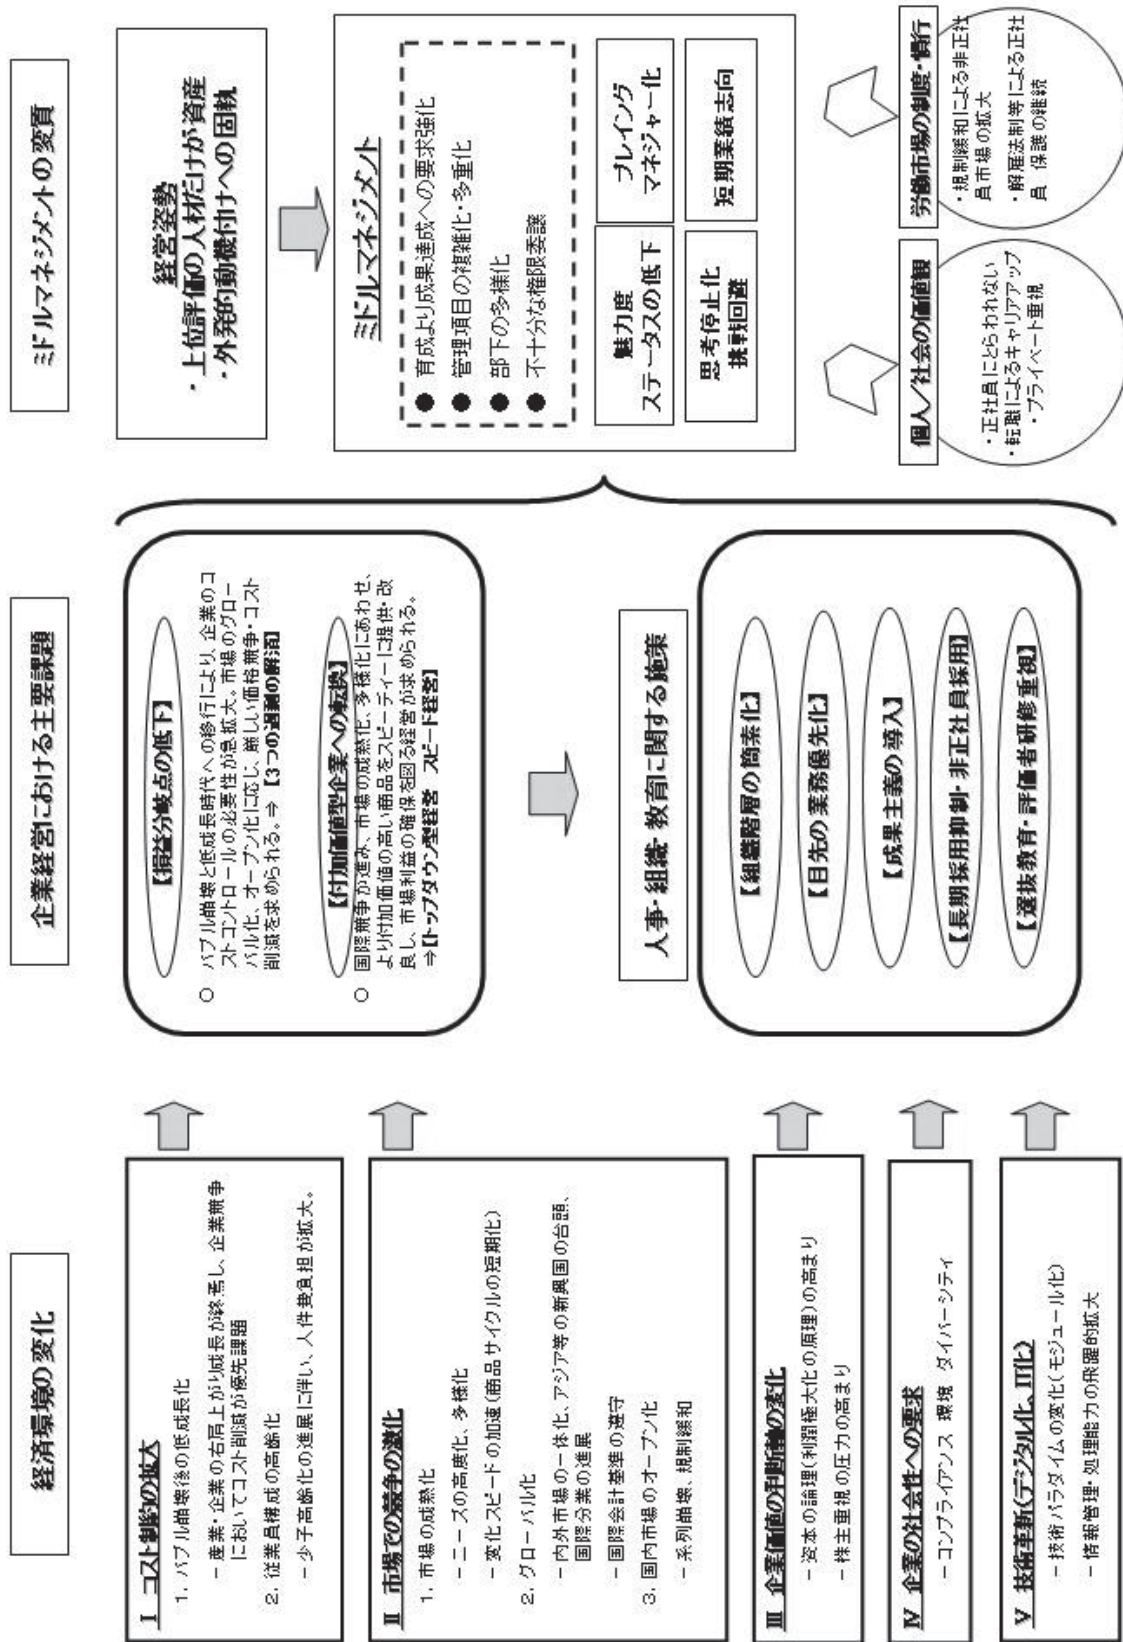 経済環境の変化
Ⅰ コスト制約の拡大
1. バブル崩壊後の低成長化
－産業・企業の右肩上がり成長が終焉し、企業競争
においてコスト削減が優先課題
2. 従業員構成の高齢化
－少子高齢化の進展に伴い、人件費負担が拡大。
Ⅱ 市場での競争の激化
1. 市場の成熟化
－ニーズの高度化、多様化
－変化スピードの加速(商品サイクルの短期化)
2. グローバル化
－内外市場の一体化、アジア等の新興国の台頭、
国際分業の進展
－国際会計基準の遵守
3. 国内市場のオープン化
－系列崩壊、規制緩和
Ⅲ 企業価値の判断軸の変化
－資本の論理(利潤極大化の原理)の高まり
－株主重視の圧力の高まり
Ⅳ 企業の社会性への要求
－コンプライアンス 環境 ダイバーシティ
Ⅴ 技術革新(デジタル化、IT化)
－技術パラダイムの変化(モジュール化)
－情報管理・処理能力の飛躍的拡大
企業経営における主要課題
【損益分岐点の低下】
○ バブル崩壊と低成長時代への移行により、企業のコ
ストコントロールの必要性が急拡大。市場のグロー
バル化、オープン化に応じ、厳しい価格競争・コスト
削減を求められる。⇒【3つの過剰の解消】
【付加価値型企業への転換】
○ 国際競争が進み、市場の成熟化、多様化にあわせ、
より付加価値の高い商品をスピーディーに提供・改
良し、市場利益の確保を図る経営が求められる。
⇒【トップダウン型経営 スピード経営】
人事・組織・教育に関する施策
【組織階層の簡素化】
【目先の業務優先化】
【成果主義の導入】
【長期採用抑制・非正社員採用】
【選抜教育・評価者研修重視】
ミドルマネジメントの変質
経営姿勢
・上位評価の人材だけが資産
・外発的動機付けへの固執
ミドルマネジメント
● 育成より成果達成への要求強化
● 管理項目の複雑化・多重化
● 部下の多様化
● 不十分な権限委譲
魅力度
ステータスの低下
プレイング
マネジャー化
思考停止化
挑戦回避
短期業績志向
個人／社会の価値観
・正社員にとらわれない
・転職によるキャリアアップ
・プライベート重視
労働市場の制度・慣行
・規制緩和による非正社
員市場の拡大
・解雇法制等による正社
員 保護の継続